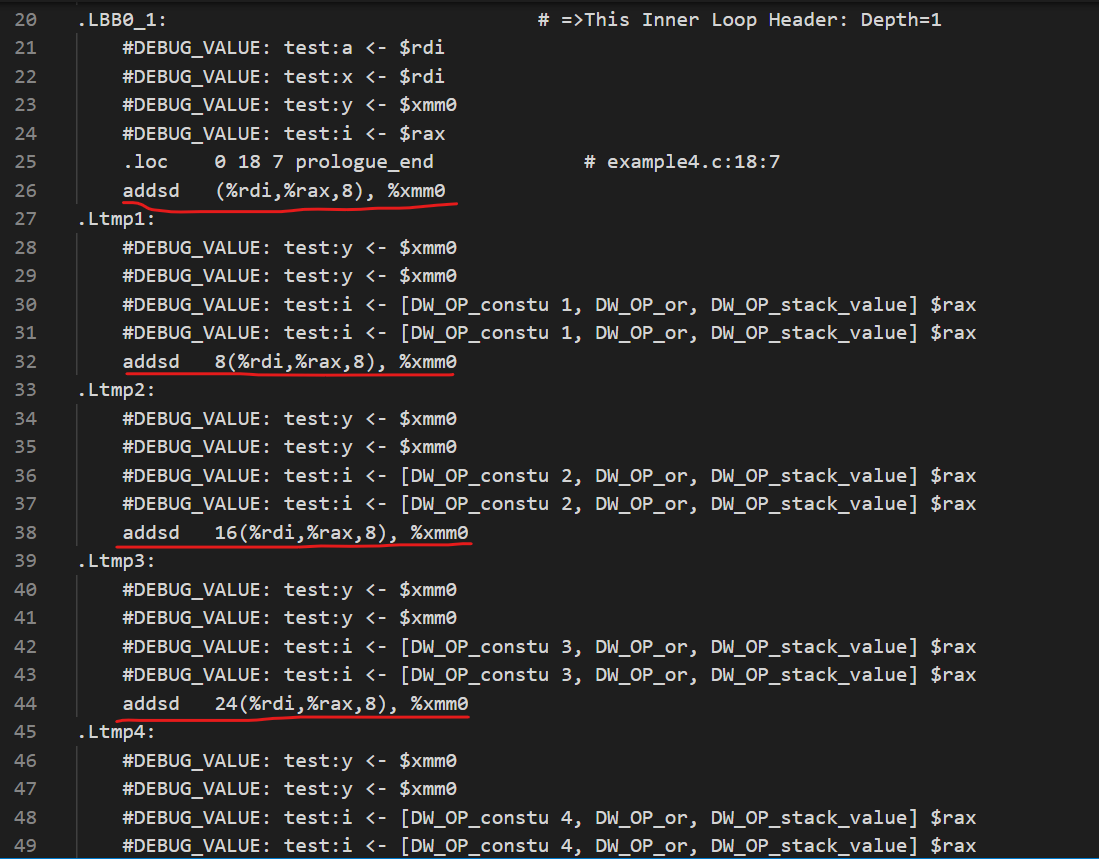 20 .LBB0_1: # =>This Inner Loop Header: Depth=1
21 #DEBUG_VALUE: test:a <- $rdi
22 #DEBUG_VALUE: test:x <- $rdi
23 #DEBUG_VALUE: test:y <- $xmm0
24 #DEBUG_VALUE: test:i <- $rax
25 .loc 0 18 7 prologue_end # example4.c:18:7
26 addsd (%rdi,%rax,8), %xmm0
27 .Ltmp1:
28 #DEBUG_VALUE: test:y <- $xmm0
29 #DEBUG_VALUE: test:y <- $xmm0
30 #DEBUG_VALUE: test:i <- [DW_OP_constu 1, DW_OP_or, DW_OP_stack_value] $rax
31 #DEBUG_VALUE: test:i <- [DW_OP_constu 1, DW_OP_or, DW_OP_stack_value] $rax
32 addsd 8(%rdi,%rax,8), %xmm0
33 .Ltmp2:
34 #DEBUG_VALUE: test:y <- $xmm0
35 #DEBUG_VALUE: test:y <- $xmm0
36 #DEBUG_VALUE: test:i <- [DW_OP_constu 2, DW_OP_or, DW_OP_stack_value] $rax
37 #DEBUG_VALUE: test:i <- [DW_OP_constu 2, DW_OP_or, DW_OP_stack_value] $rax
38 addsd 16(%rdi,%rax,8), %xmm0
39 .Ltmp3:
40 #DEBUG_VALUE: test:y <- $xmm0
41 #DEBUG_VALUE: test:y <- $xmm0
42 #DEBUG_VALUE: test:i <- [DW_OP_constu 3, DW_OP_or, DW_OP_stack_value] $rax
43 #DEBUG_VALUE: test:i <- [DW_OP_constu 3, DW_OP_or, DW_OP_stack_value] $rax
44 addsd 24(%rdi,%rax,8), %xmm0
45 .Ltmp4:
46 #DEBUG_VALUE: test:y <- $xmm0
47 #DEBUG_VALUE: test:y <- $xmm0
48 #DEBUG_VALUE: test:i <- [DW_OP_constu 4, DW_OP_or, DW_OP_stack_value] $rax
49 #DEBUG_VALUE: test:i <- [DW_OP_constu 4, DW_OP_or, DW_OP_stack_value] $rax